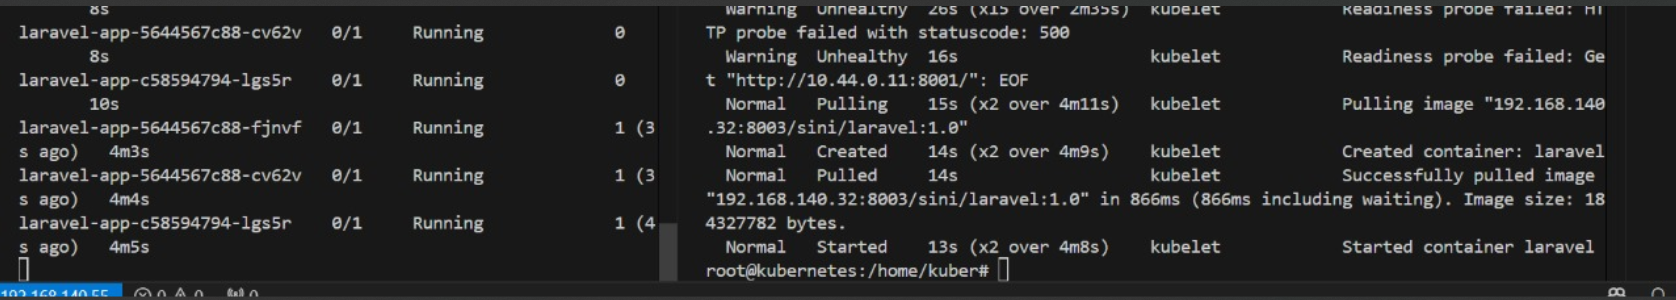 8s
laravel-app-5644567c88-cv62v 0/1 Running 0
8s
laravel-app-c58594794-lgs5r 0/1 Running 0
10s
laravel-app-5644567c88-fjnvf 0/1 Running 1 (3
s ago) 4m3s
laravel-app-5644567c88-cv62v 0/1 Running 1 (3
s ago) 4m4s
laravel-app-c58594794-lgs5r 0/1 Running 1 (4
s ago) 4m5s
Warning Unhealthy 26s (x15 over 2m35s) kubelet Readiness probe failed: HT
TP probe failed with statuscode: 500
Warning Unhealthy 16s kubelet Readiness probe failed: Ge
t "http://10.44.0.11:8001/": EOF
Normal Pulling 15s (x2 over 4m11s) kubelet Pulling image "192.168.140
.32:8003/sini/laravel:1.0"
Normal Created 14s (x2 over 4m9s) kubelet Created container: laravel
Normal Pulled 14s kubelet Successfully pulled image
"192.168.140.32:8003/sini/laravel:1.0" in 866ms (866ms including waiting). Image size: 18
4327782 bytes.
Normal Started 13s (x2 over 4m8s) kubelet Started container laravel
root@kubernetes:/home/kuber#
192.168.140.55 0 0 0